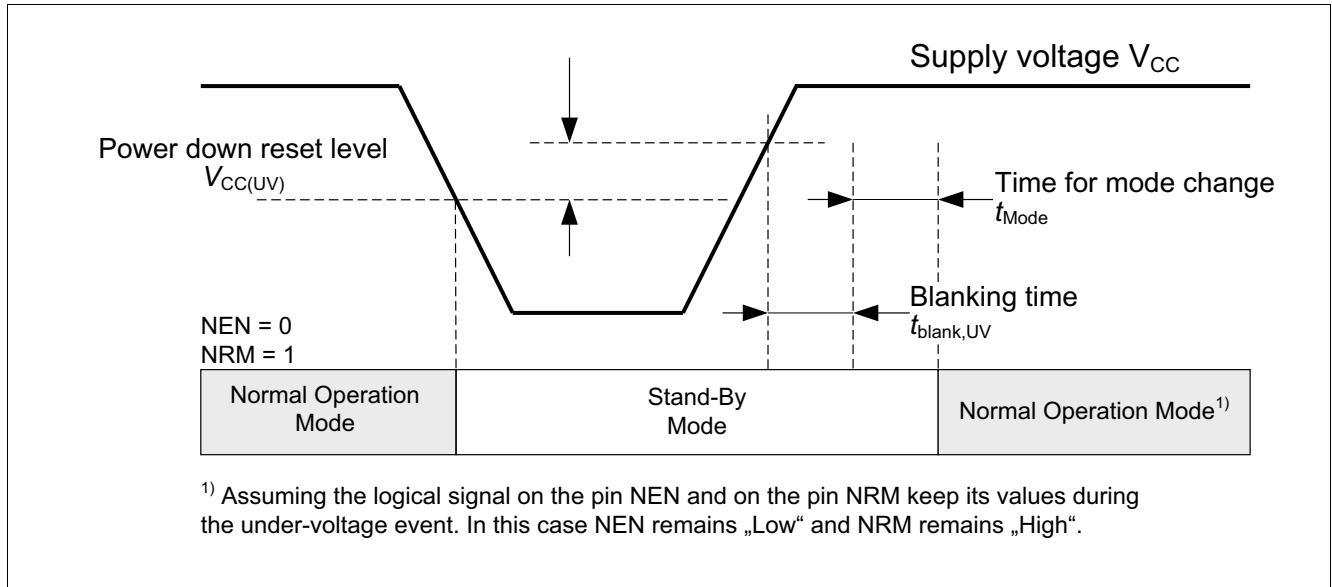 Supply voltage VCC
Power down reset level
VCC(UV)
Time for mode change
tMode
Blanking time
tblank,UV
NEN = 0
NRM = 1
Normal Operation
Mode
Stand-By
Mode
Normal Operation Mode1)
1) Assuming the logical signal on the pin NEN and on the pin NRM keep its values during
the under-voltage event. In this case NEN remains „Low“ and NRM remains „High“.